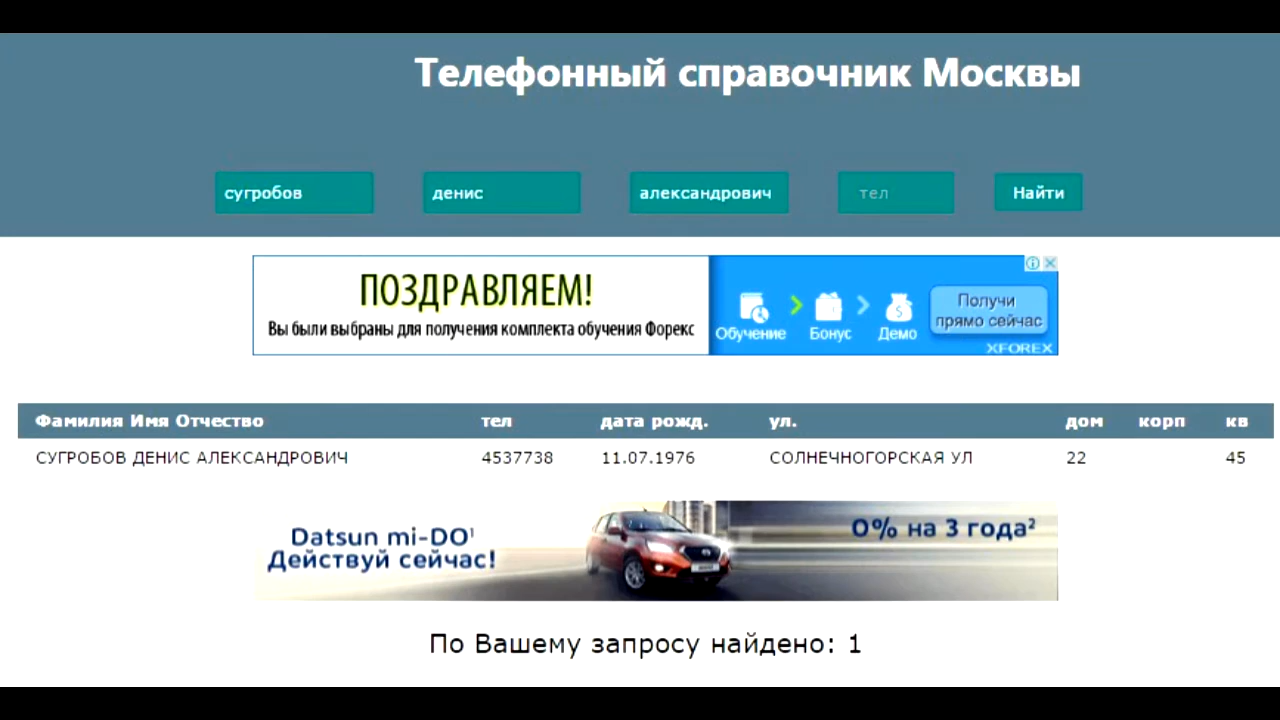 Телефонный справочник Москвы
сугробов денис александрович тел Найти
ПОЗДРАВЛЯЕМ!
Вы были выбраны для получения комплекта обучения Форекс
Обучение Бонус Демо
Получи
прямо сейчас
XFOREX
Фамилия Имя Отчество тел дата рожд. ул. дом корп кв
СУГРОБОВ ДЕНИС АЛЕКСАНДРОВИЧ 4537738 11.07.1976 СОЛНЕЧНОГОРСКАЯ УЛ 22 45
Datsun mi-DO¹
Действуй сейчас!
0% на 3 года²
По Вашему запросу найдено: 1